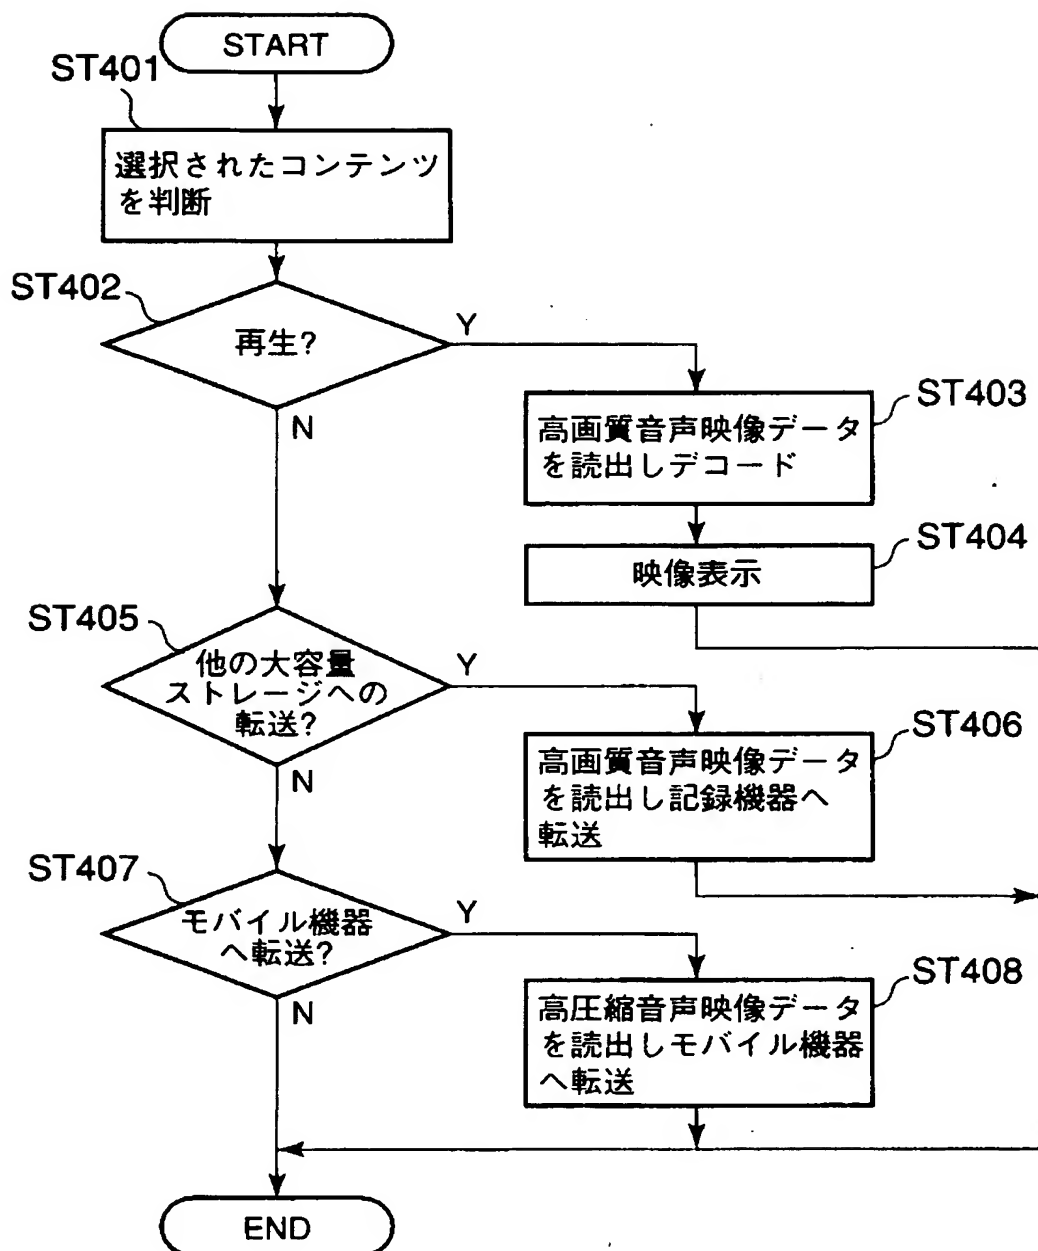 START
ST401
選択されたコンテンツ
を判断
ST402
再生?
Y
N
ST403
高画質音声映像データ
を読出しデコード
ST404
映像表示
ST405
他の大容量
ストレージへの
転送?
Y
N
ST406
高画質音声映像データ
を読出し記録機器へ
転送
ST407
モバイル機器
へ転送?
Y
N
ST408
高圧縮音声映像データ
を読出しモバイル機器
へ転送
END